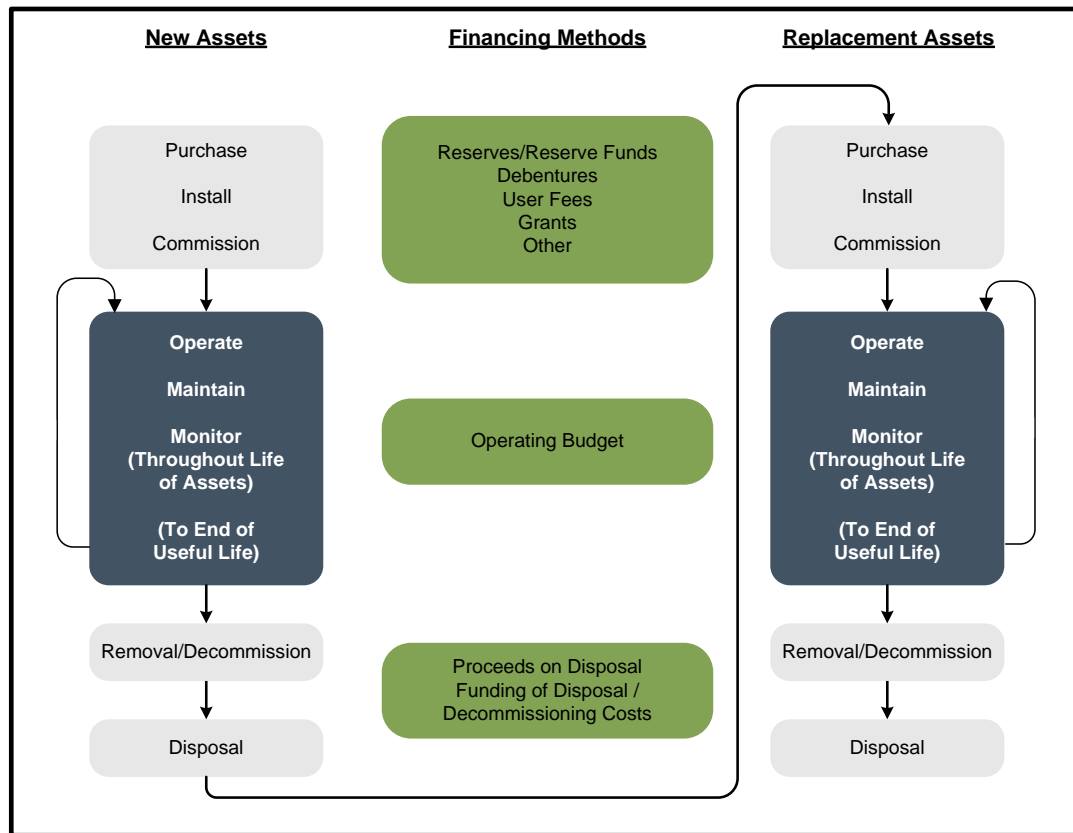 New Assets
Purchase
Install
Commission
Operate
Maintain
Monitor
(Throughout Life
of Assets)
(To End of
Useful Life)
Removal/Decommission
Disposal
Financing Methods
Reserves/Reserve Funds
Debentures
User Fees
Grants
Other
Operating Budget
Proceeds on Disposal
Funding of Disposal /
Decommissioning Costs
Replacement Assets
Purchase
Install
Commission
Operate
Maintain
Monitor
(Throughout Life
of Assets)
(To End of
Useful Life)
Removal/Decommission
Disposal